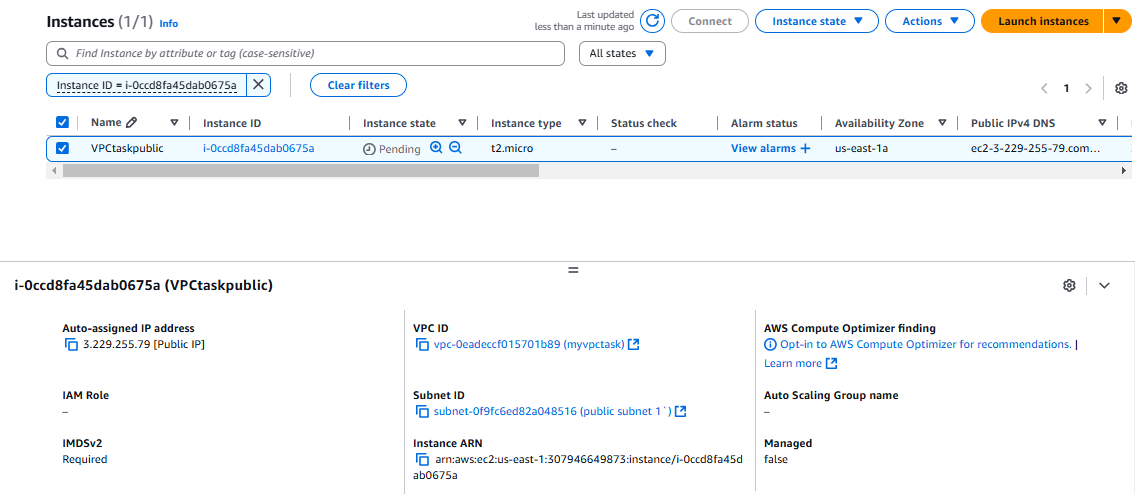 Instances (1/1) Info
Last updated
less than a minute ago
Connect
Instance state
Actions
Launch instances
Find Instance by attribute or tag (case-sensitive)
All states
Instance ID = i-0ccd8fa45dab0675a
Clear filters
1
Name
Instance ID
Instance state
Instance type
Status check
Alarm status
Availability Zone
Public IPv4 DNS
VPCtaskpublic
i-0ccd8fa45dab0675a
Pending
t2.micro
–
View alarms +
us-east-1a
ec2-3-229-255-79.com...
i-0ccd8fa45dab0675a (VPCtaskpublic)
Auto-assigned IP address
3.229.255.79 [Public IP]
VPC ID
vpc-0eadeccf015701b89 (myvpctask)
AWS Compute Optimizer finding
Opt-in to AWS Compute Optimizer for recommendations. |
Learn more
IAM Role
–
Subnet ID
subnet-0f9fc6ed82a048516 (public subnet 1`)
Auto Scaling Group name
–
IMDSv2
Required
Instance ARN
arn:aws:ec2:us-east-1:307946649873:instance/i-0ccd8fa45d
ab0675a
Managed
false